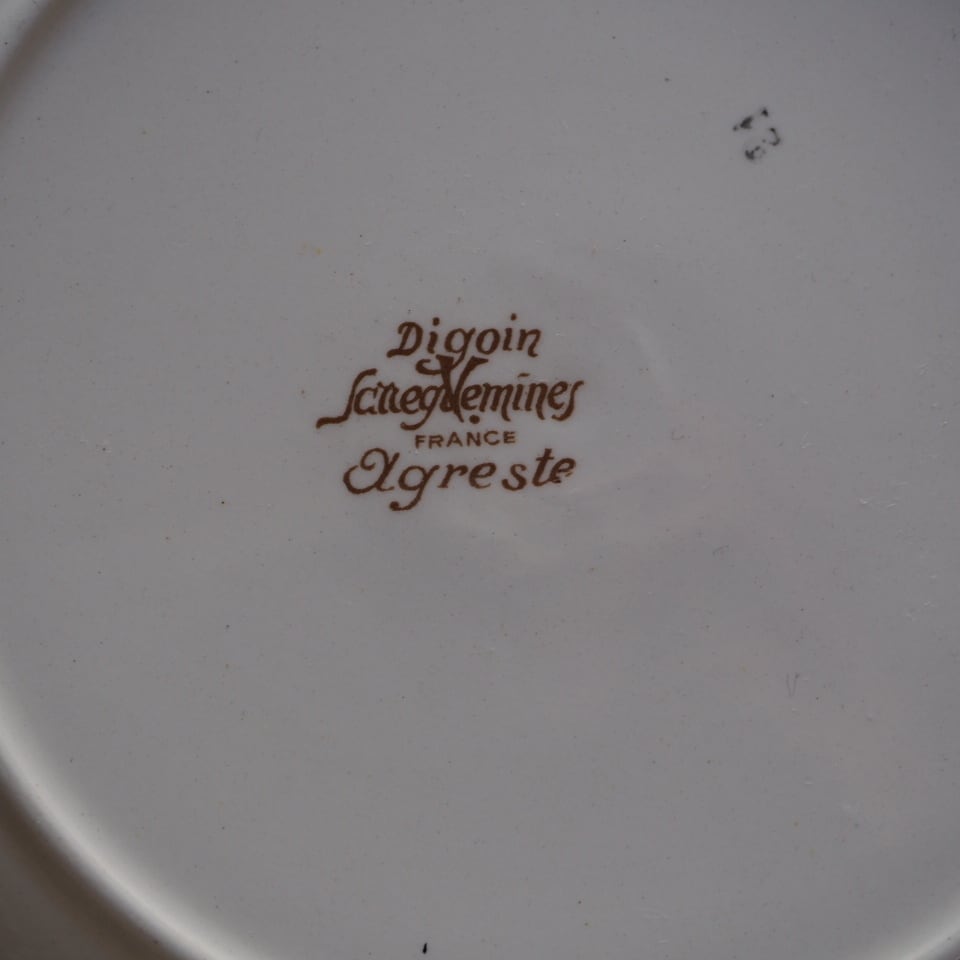 Digoin
Sarreguemines
FRANCE
Agreste